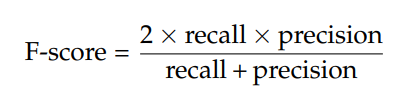 F-score = 2 × recall × precision / recall + precision